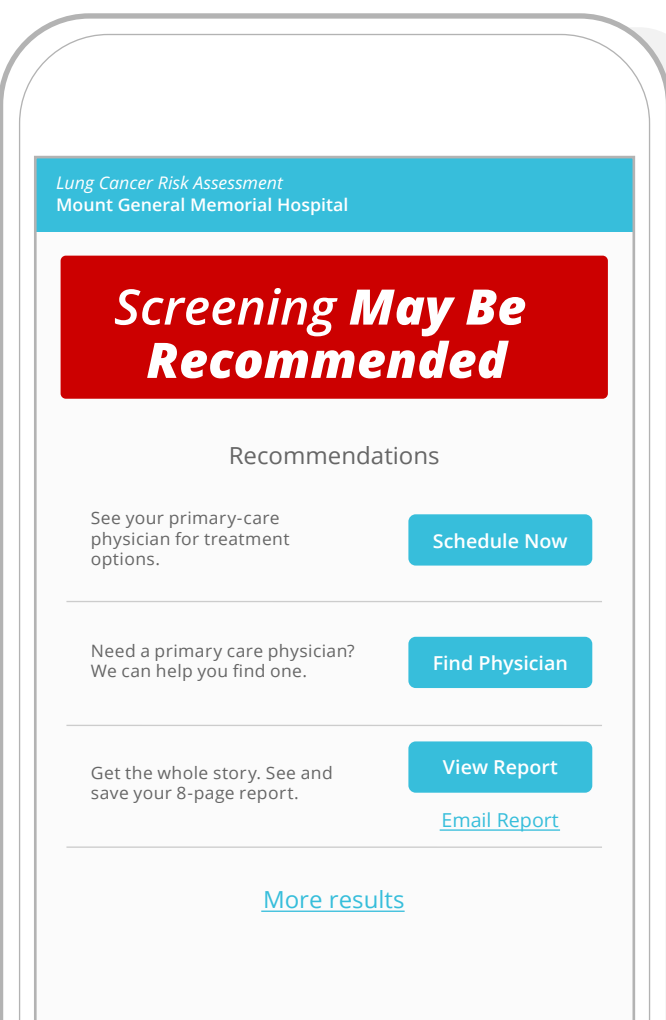 Lung Cancer Risk Assessment
Mount General Memorial Hospital
Screening May Be
Recommended
Recommendations
See your primary-care
physician for treatment
options.
Schedule Now
Need a primary care physician?
We can help you find one.
Find Physician
Get the whole story. See and
save your 8-page report.
View Report
Email Report
More results